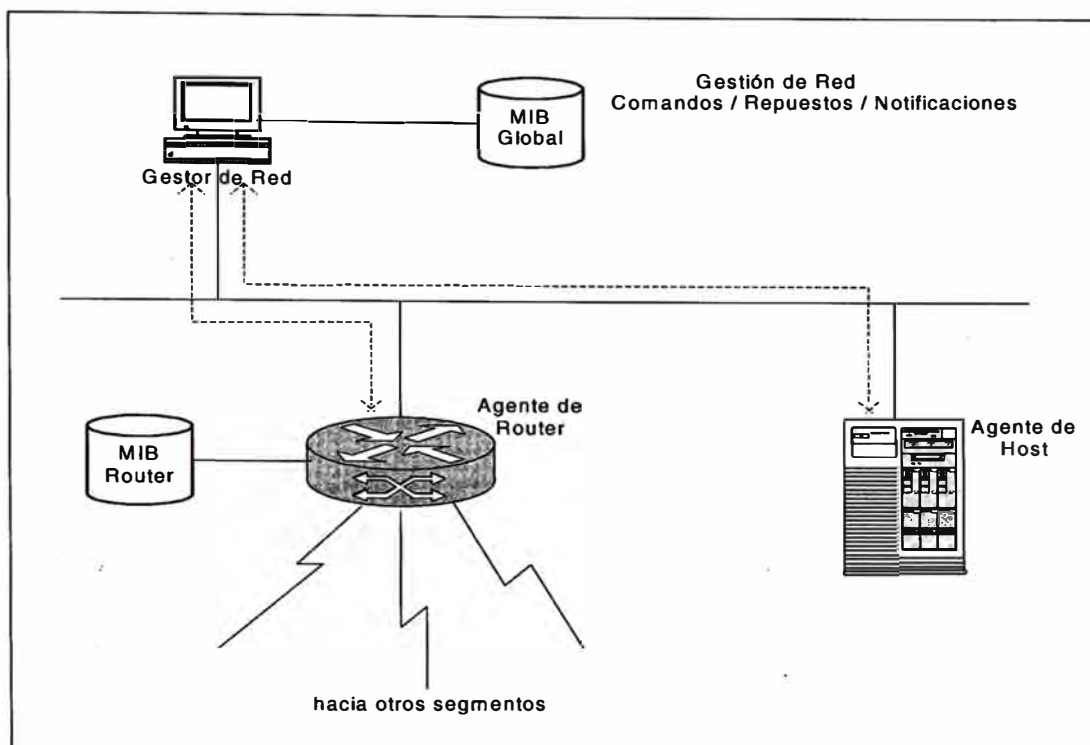 Gestión de Red
Comandos / Repuestos / Notificaciones
MIB
Global
Gestor de Red
Agente de
Router
MIB
Router
Agente de
Host
hacia otros segmentos